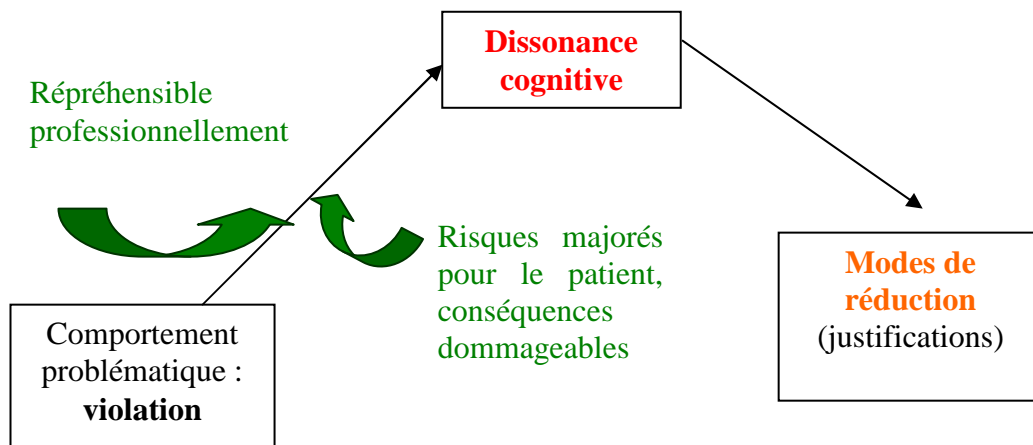 Dissonance
cognitive
Répréhensible
professionnellement
Risques majorés
pour le patient,
conséquences
dommageables
Modes de
réduction
(justifications)
Comportement
problématique :
violation